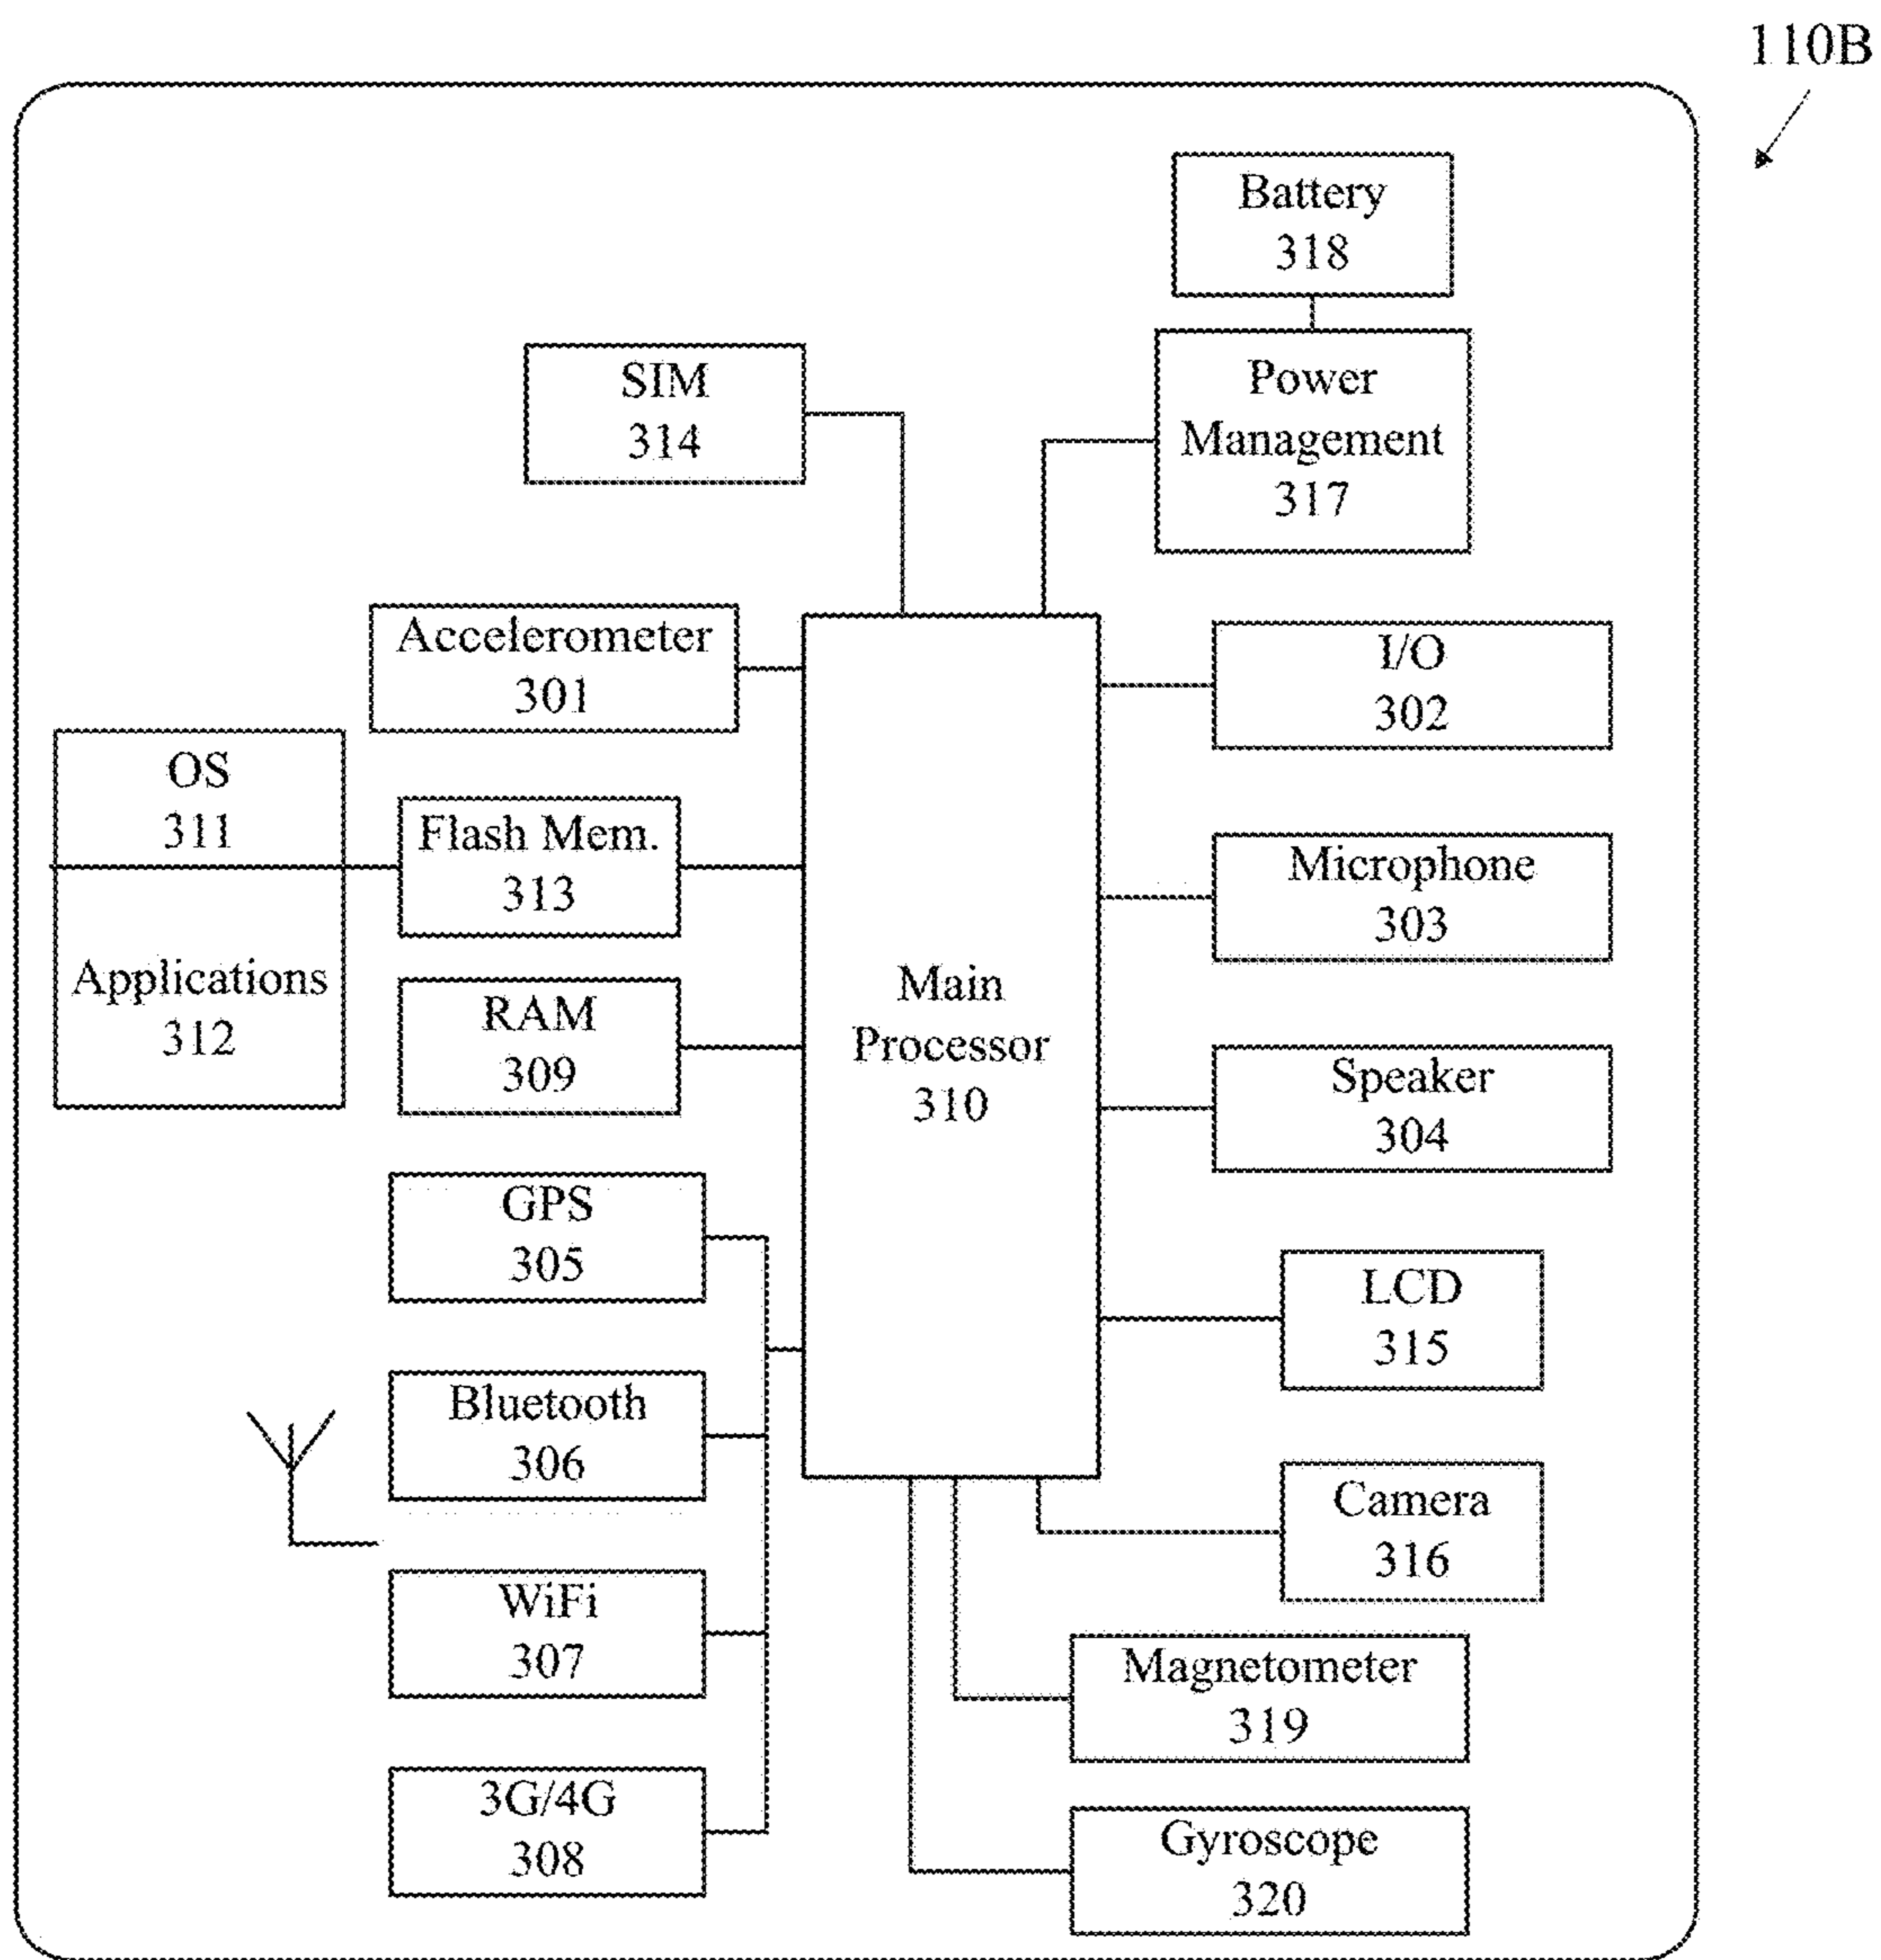 110B
Battery
318
SIM
314
Power
Management
317
Accelerometer
301
I/O
302
OS
311
Flash Mem.
313
Microphone
303
Applications
312
RAM
309
Main
Processor
310
Speaker
304
GPS
305
LCD
315
Bluetooth
306
Camera
316
WiFi
307
Magnetometer
319
3G/4G
308
Gyroscope
320